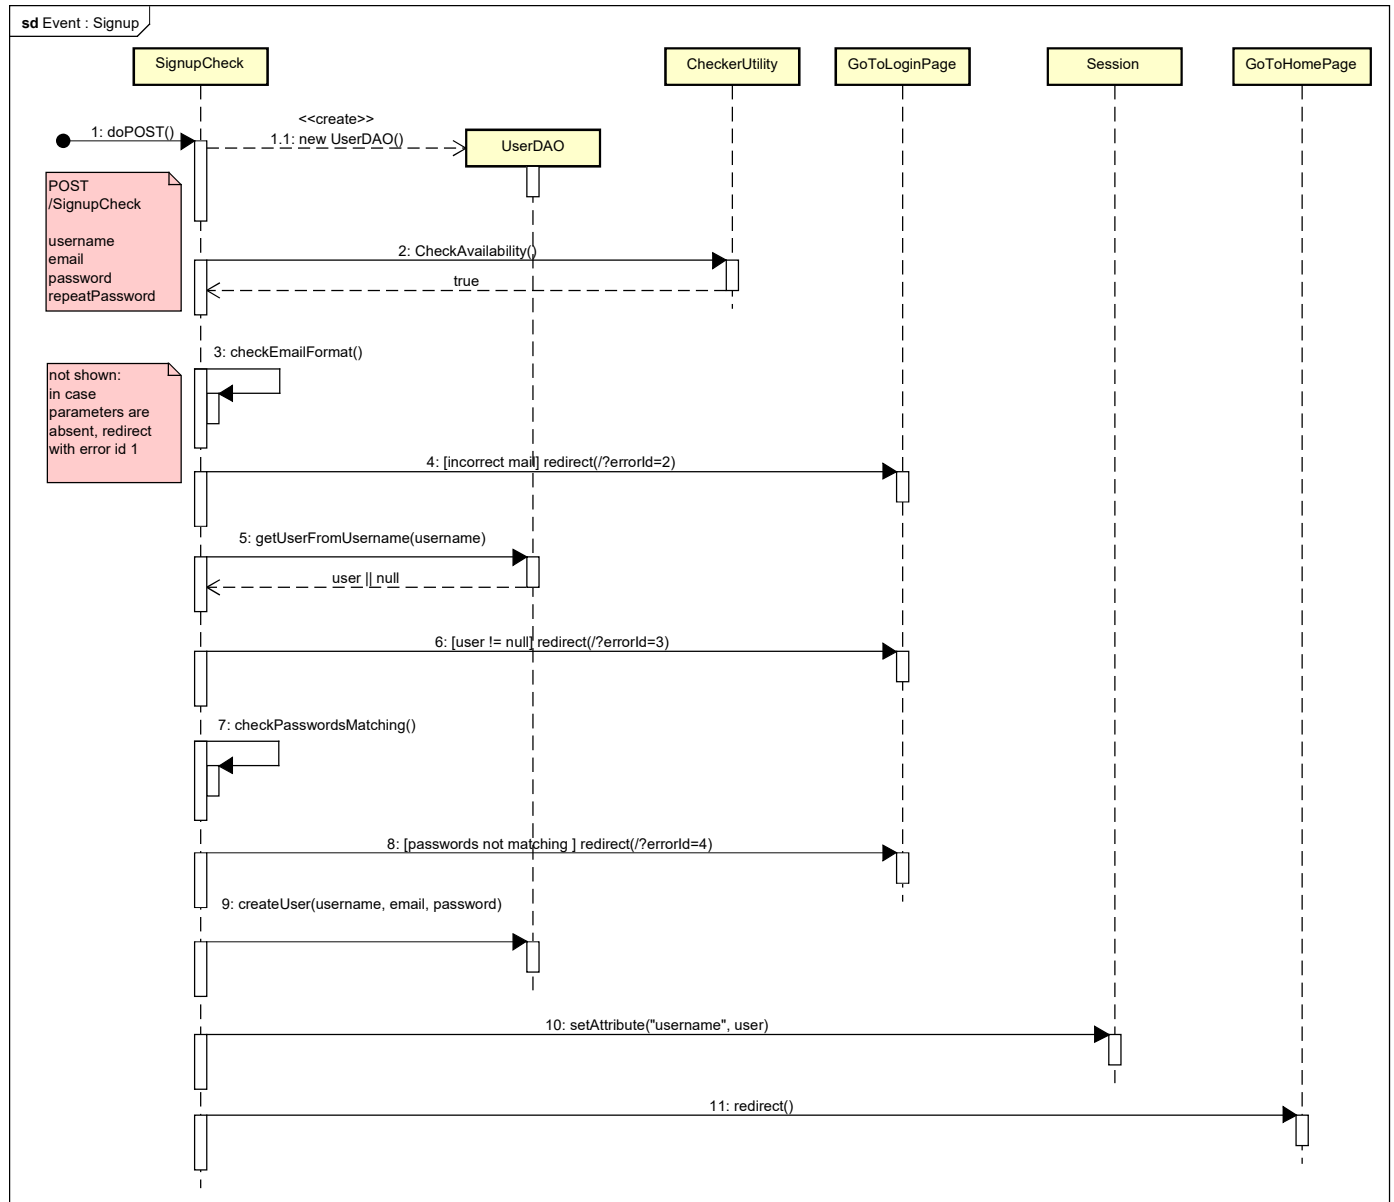 sd Event : Signup
SignupCheck
CheckerUtility
GoToLoginPage
Session
GoToHomePage
<<create>>
1: doPOST()
1.1: new UserDAO()
UserDAO
POST
/SignupCheck
username
email
password
repeatPassword
2: CheckAvailability()
true
3: checkEmailFormat()
not shown:
in case
parameters are
absent, redirect
with error id 1
4: [incorrect mail] redirect(/?errorId=2)
5: getUserFromUsername(username)
user || null
6: [user != null] redirect(/?errorId=3)
7: checkPasswordsMatching()
8: [passwords not matching ] redirect(/?errorId=4)
9: createUser(username, email, password)
10: setAttribute("username", user)
11: redirect()